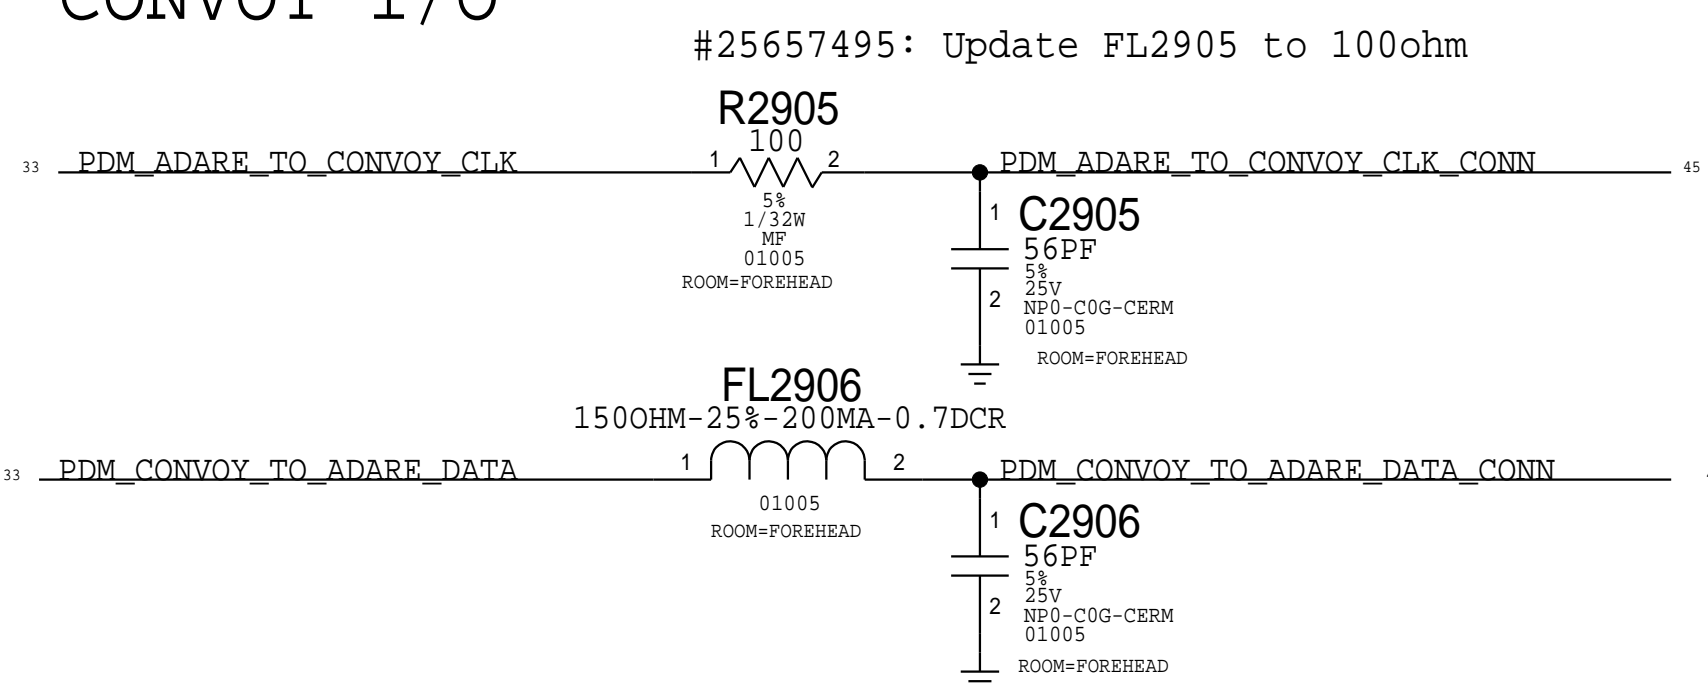 CONVOY I/O
#25657495: Update FL2905 to 100ohm
R2905
100
33 PDM_ADARE_TO_CONVOY_CLK 1 2 PDM_ADARE_TO_CONVOY_CLK_CONN 45
5%
1/32W
MF
01005
ROOM=FOREHEAD
1 C2905
56PF
5%
25V
2 NP0-C0G-CERM
01005
ROOM=FOREHEAD
FL2906
150OHM-25%-200MA-0.7DCR
33 PDM_CONVOY_TO_ADARE_DATA 1 2 PDM_CONVOY_TO_ADARE_DATA_CONN
01005
ROOM=FOREHEAD
1 C2906
56PF
5%
25V
2 NP0-C0G-CERM
01005
ROOM=FOREHEAD